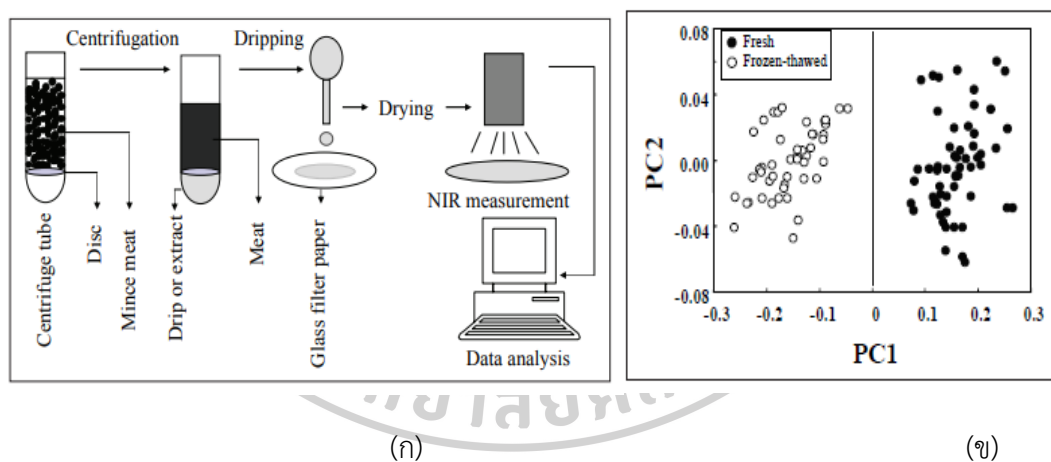 Centrifugation
Dripping
Drying
NIR measurement
Data analysis
Centrifuge tube
Disc
Mince meat
Drip or extract
Meat
Glass filter paper
Fresh
Frozen-thawed
0.08
0.04
0.00
-0.04
-0.08
PC2
-0.3 -0.2 -0.1 0 0.1 0.2 0.3
PC1
(ก) (ข)